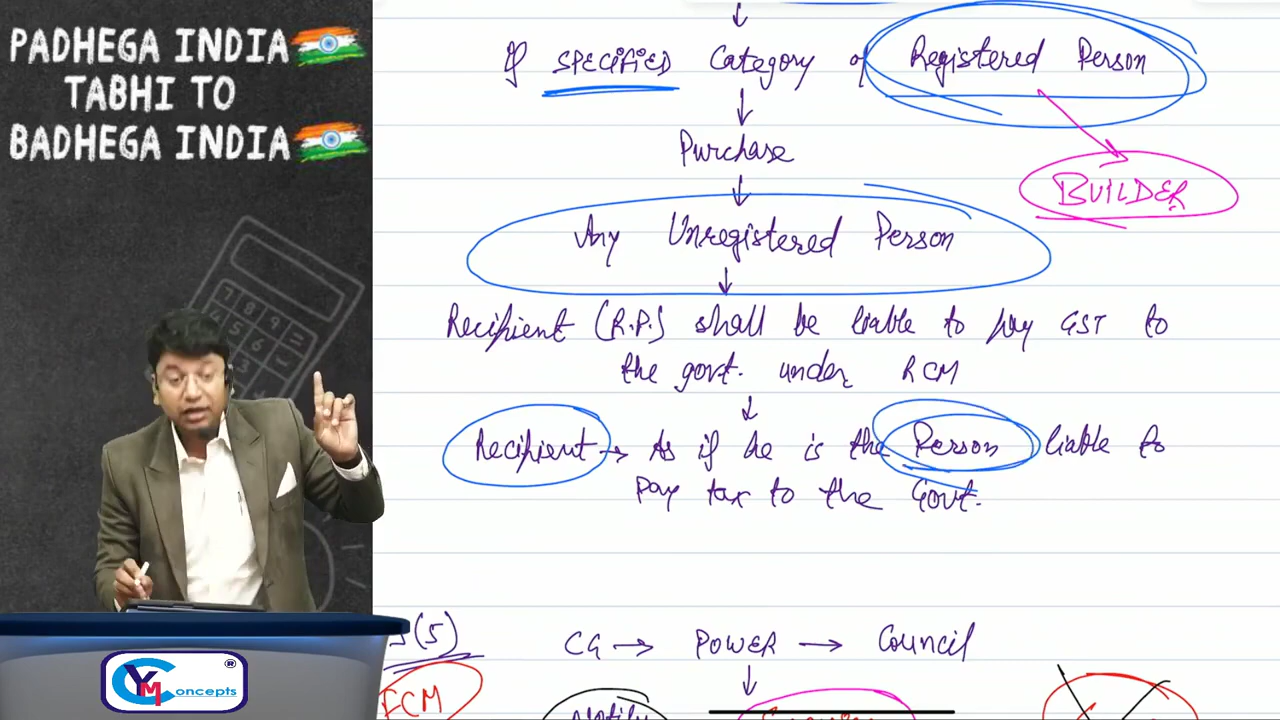 PADHEGA INDIA
TABHI TO
BADHEGA INDIA
If SPECIFIED Category of Registered Person
BUILDER
Purchase
Any Unregistered Person
Recipient (R.P.) shall be liable to pay GST to
the govt. under RCM
Recipient → As if he is the Person liable to
Pay tax to the Govt.
(5)
CG → POWER → Council
FCM
Notify
YM Concepts ®